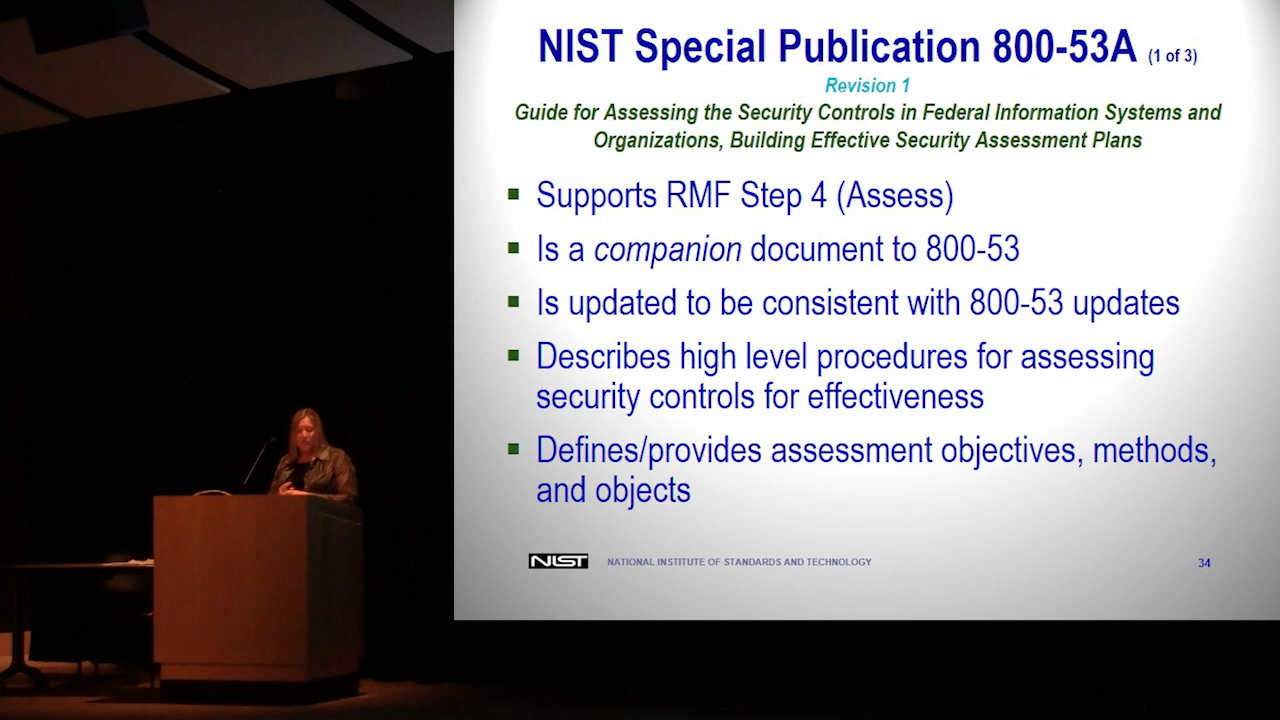 NIST Special Publication 800-53A (1 of 3)
Revision 1
Guide for Assessing the Security Controls in Federal Information Systems and
Organizations, Building Effective Security Assessment Plans
▪ Supports RMF Step 4 (Assess)
▪ Is a companion document to 800-53
▪ Is updated to be consistent with 800-53 updates
▪ Describes high level procedures for assessing
security controls for effectiveness
▪ Defines/provides assessment objectives, methods,
and objects
NIST NATIONAL INSTITUTE OF STANDARDS AND TECHNOLOGY 34